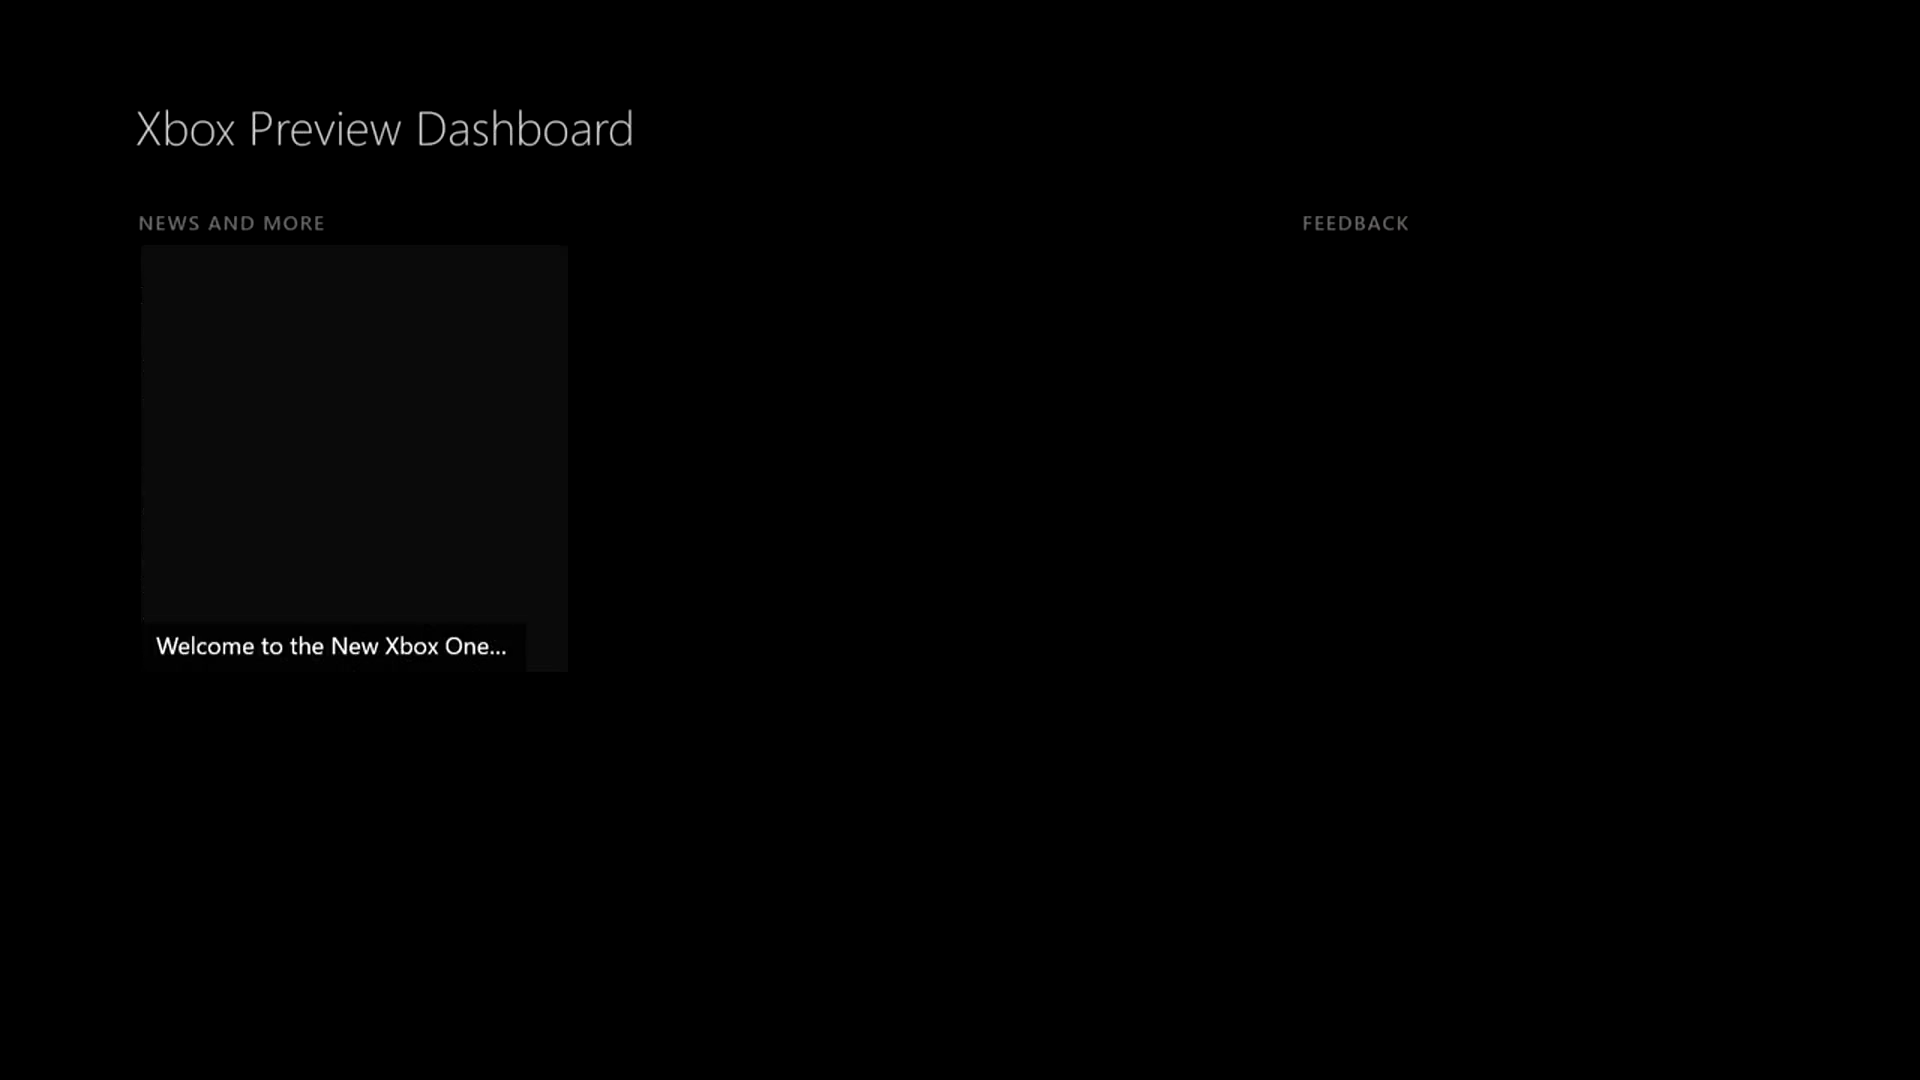 Xbox Preview Dashboard
NEWS AND MORE
FEEDBACK
Welcome to the New Xbox One...